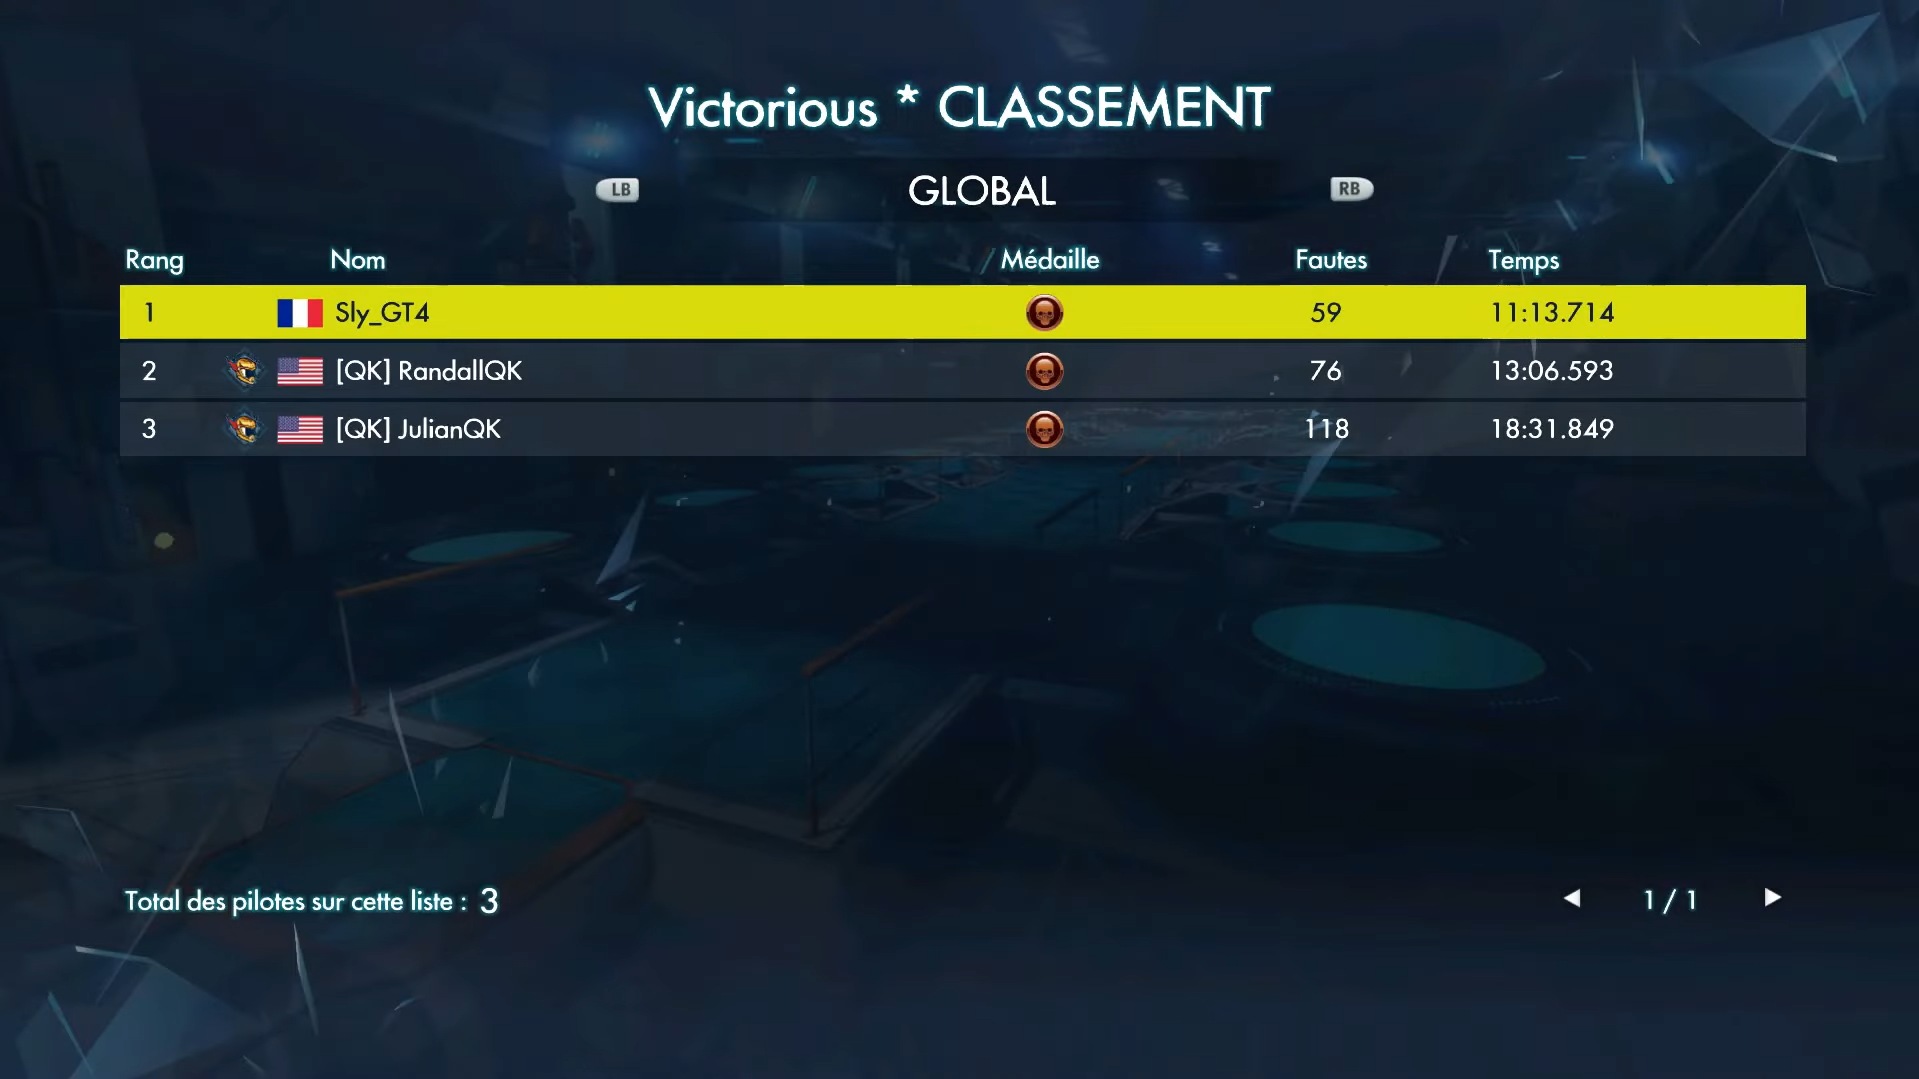 Victorious * CLASSEMENT
LB GLOBAL RB
Rang Nom Médaille Fautes Temps
1 Sly_GT4 59 11:13.714
2 [QK] RandallQK 76 13:06.593
3 [QK] JulianQK 118 18:31.849
Total des pilotes sur cette liste : 3 1 / 1